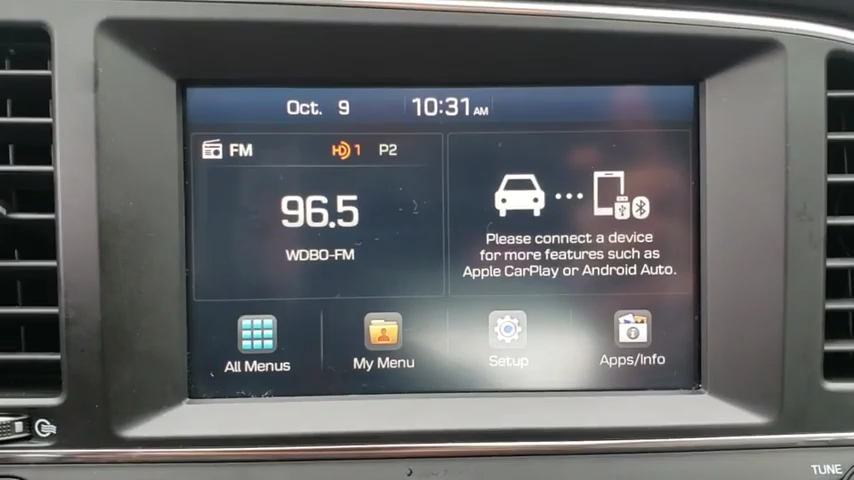 Oct. 9
10:31 AM
FM
HD 1 P2
96.5
WDBO-FM
Please connect a device
for more features such as
Apple CarPlay or Android Auto.
All Menus
My Menu
Setup
Apps/Info
TUNE